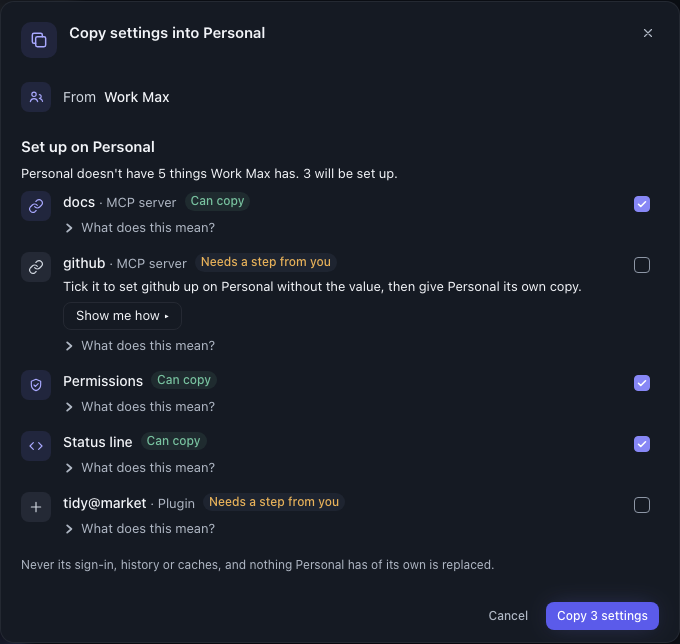 Copy settings into Personal
From Work Max
Set up on Personal
Personal doesn't have 5 things Work Max has. 3 will be set up.
docs · MCP server Can copy
What does this mean?
github · MCP server Needs a step from you
Tick it to set github up on Personal without the value, then give Personal its own copy.
Show me how ▸
What does this mean?
Permissions Can copy
What does this mean?
Status line Can copy
What does this mean?
tidy@market · Plugin Needs a step from you
What does this mean?
Never its sign-in, history or caches, and nothing Personal has of its own is replaced.
Cancel Copy 3 settings